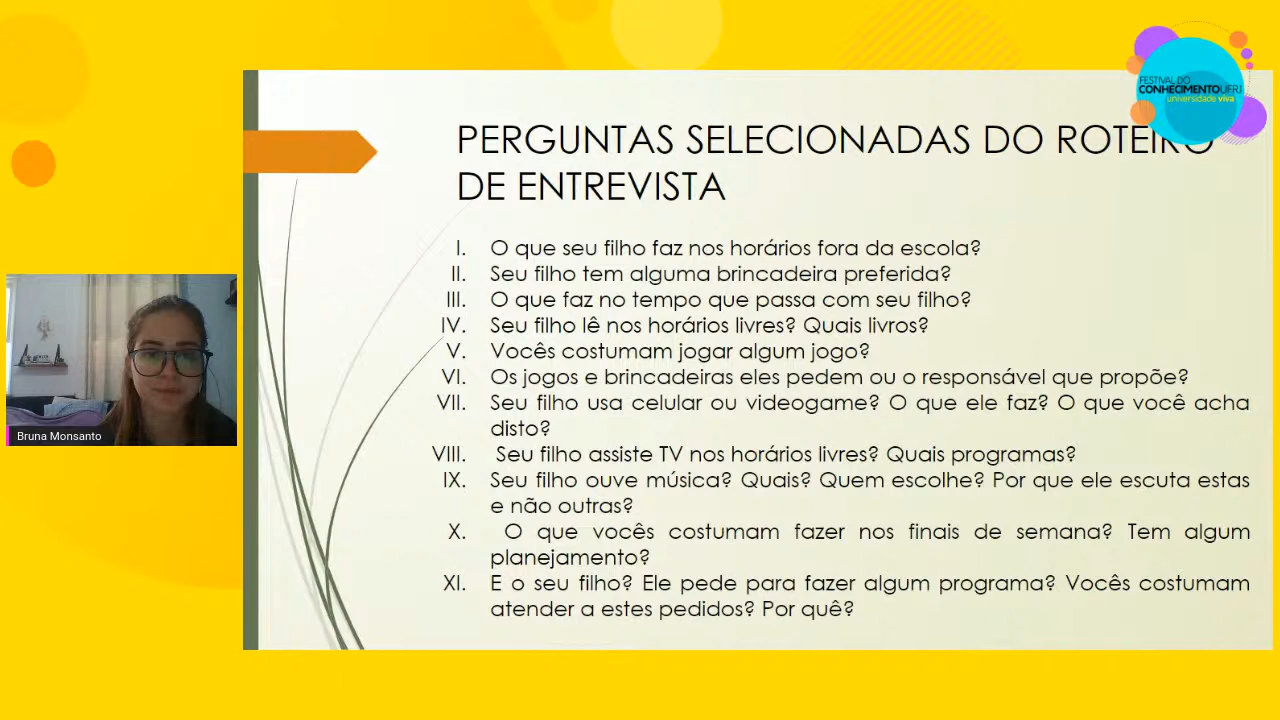 FESTIVAL DO
CONHECIMENTO UFRJ
universidade viva
PERGUNTAS SELECIONADAS DO ROTEIRO
DE ENTREVISTA
I. O que seu filho faz nos horários fora da escola?
II. Seu filho tem alguma brincadeira preferida?
III. O que faz no tempo que passa com seu filho?
IV. Seu filho lê nos horários livres? Quais livros?
V. Vocês costumam jogar algum jogo?
VI. Os jogos e brincadeiras eles pedem ou o responsável que propõe?
VII. Seu filho usa celular ou videogame? O que ele faz? O que você acha
disto?
VIII. Seu filho assiste TV nos horários livres? Quais programas?
IX. Seu filho ouve música? Quais? Quem escolhe? Por que ele escuta estas
e não outras?
X. O que vocês costumam fazer nos finais de semana? Tem algum
planejamento?
XI. E o seu filho? Ele pede para fazer algum programa? Vocês costumam
atender a estes pedidos? Por quê?
Bruna Monsanto